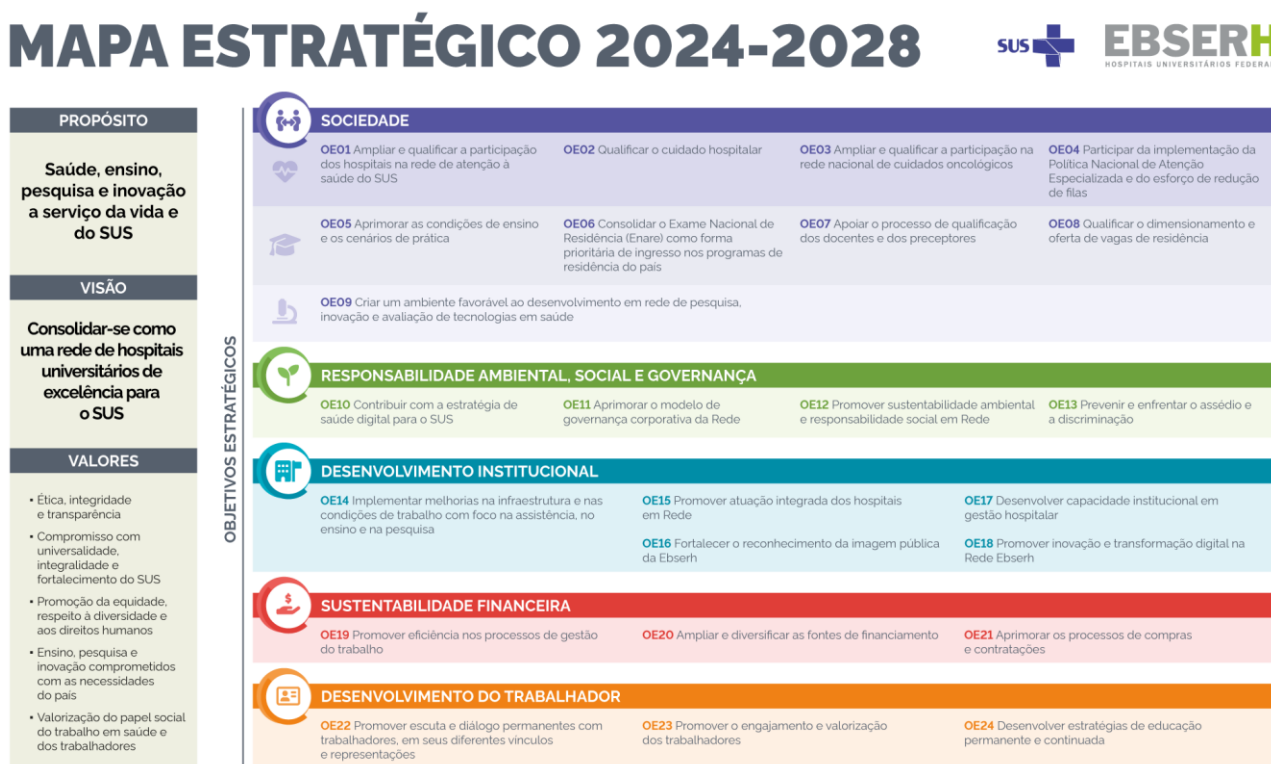 MAPA ESTRATÉGICO 2024-2028
SUS
EBSERH
HOSPITAIS UNIVERSITÁRIOS FEDERAI
PROPÓSITO
Saúde, ensino,
pesquisa e inovação
a serviço da vida e
do SUS
VISÃO
Consolidar-se como
uma rede de hospitais
universitários de
excelência para
o SUS
VALORES
• Ética, integridade
e transparência
• Compromisso com
universalidade,
integralidade e
fortalecimento do SUS
• Promoção da equidade,
respeito à diversidade e
aos direitos humanos
• Ensino, pesquisa e
inovação comprometidos
com as necessidades
do país
• Valorização do papel social
do trabalho em saúde e
dos trabalhadores
OBJETIVOS ESTRATÉGICOS
SOCIEDADE
OE01 Ampliar e qualificar a participação
dos hospitais na rede de atenção à
saúde do SUS
OE02 Qualificar o cuidado hospitalar
OE03 Ampliar e qualificar a participação na
rede nacional de cuidados oncológicos
OE04 Participar da implementação da
Política Nacional de Atenção
Especializada e do esforço de redução
de filas
OE05 Aprimorar as condições de ensino
e os cenários de prática
OE06 Consolidar o Exame Nacional de
Residência (Enare) como forma
prioritária de ingresso nos programas de
residência do país
OE07 Apoiar o processo de qualificação
dos docentes e dos preceptores
OE08 Qualificar o dimensionamento e
oferta de vagas de residência
OE09 Criar um ambiente favorável ao desenvolvimento em rede de pesquisa,
inovação e avaliação de tecnologias em saúde
RESPONSABILIDADE AMBIENTAL, SOCIAL E GOVERNANÇA
OE10 Contribuir com a estratégia de
saúde digital para o SUS
OE11 Aprimorar o modelo de
governança corporativa da Rede
OE12 Promover sustentabilidade ambiental
e responsabilidade social em Rede
OE13 Prevenir e enfrentar o assédio e
a discriminação
DESENVOLVIMENTO INSTITUCIONAL
OE14 Implementar melhorias na infraestrutura e nas
condições de trabalho com foco na assistência, no
ensino e na pesquisa
OE15 Promover atuação integrada dos hospitais
em Rede
OE16 Fortalecer o reconhecimento da imagem pública
da Ebserh
OE17 Desenvolver capacidade institucional em
gestão hospitalar
OE18 Promover inovação e transformação digital na
Rede Ebserh
SUSTENTABILIDADE FINANCEIRA
OE19 Promover eficiência nos processos de gestão
do trabalho
OE20 Ampliar e diversificar as fontes de financiamento
OE21 Aprimorar os processos de compras
e contratações
DESENVOLVIMENTO DO TRABALHADOR
OE22 Promover escuta e diálogo permanentes com
trabalhadores, em seus diferentes vínculos
e representações
OE23 Promover o engajamento e valorização
dos trabalhadores
OE24 Desenvolver estratégias de educação
permanente e continuada